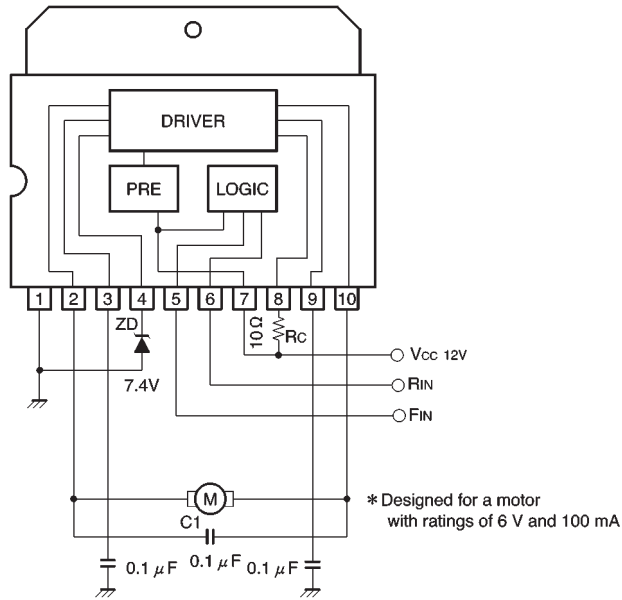 DRIVER
PRE LOGIC
1 2 3 4 5 6 7 8 9 10
ZD
10Ω
Rc
Vcc 12V
7.4V
RIN
FIN
M
C1
* Designed for a motor
with ratings of 6 V and 100 mA
0.1 μF 0.1 μF 0.1 μF